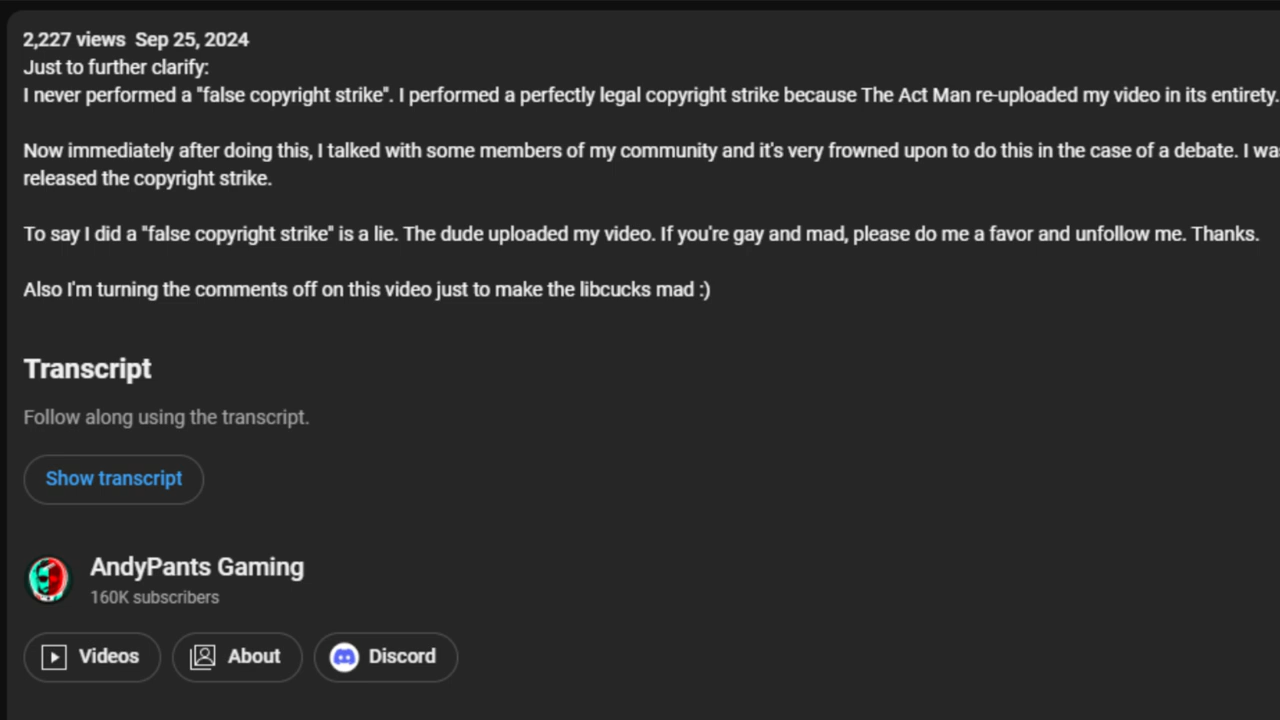 2,227 views Sep 25, 2024
Just to further clarify:
I never performed a "false copyright strike". I performed a perfectly legal copyright strike because The Act Man re-uploaded my video in its entirety.
Now immediately after doing this, I talked with some members of my community and it's very frowned upon to do this in the case of a debate. I
released the copyright strike.
To say I did a "false copyright strike" is a lie. The dude uploaded my video. If you're gay and mad, please do me a favor and unfollow me. Thanks.
Also I'm turning the comments off on this video just to make the libcucks mad :)
Transcript
Follow along using the transcript.
Show transcript
AndyPants Gaming
160K subscribers
Videos About Discord